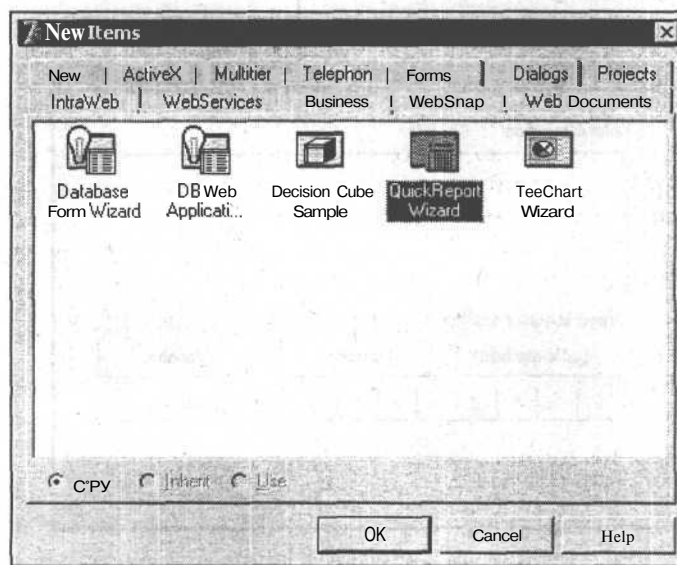 New Items
New | ActiveX | Multitier | Telephon | Forms | Dialogs | Projects
IntraWeb | WebServices Business | WebSnap | Web Documents
Database Form Wizard
DB Web Applicati...
Decision Cube Sample
QuickReport Wizard
TeeChart Wizard
C°PY Inherit Use
OK Cancel Help